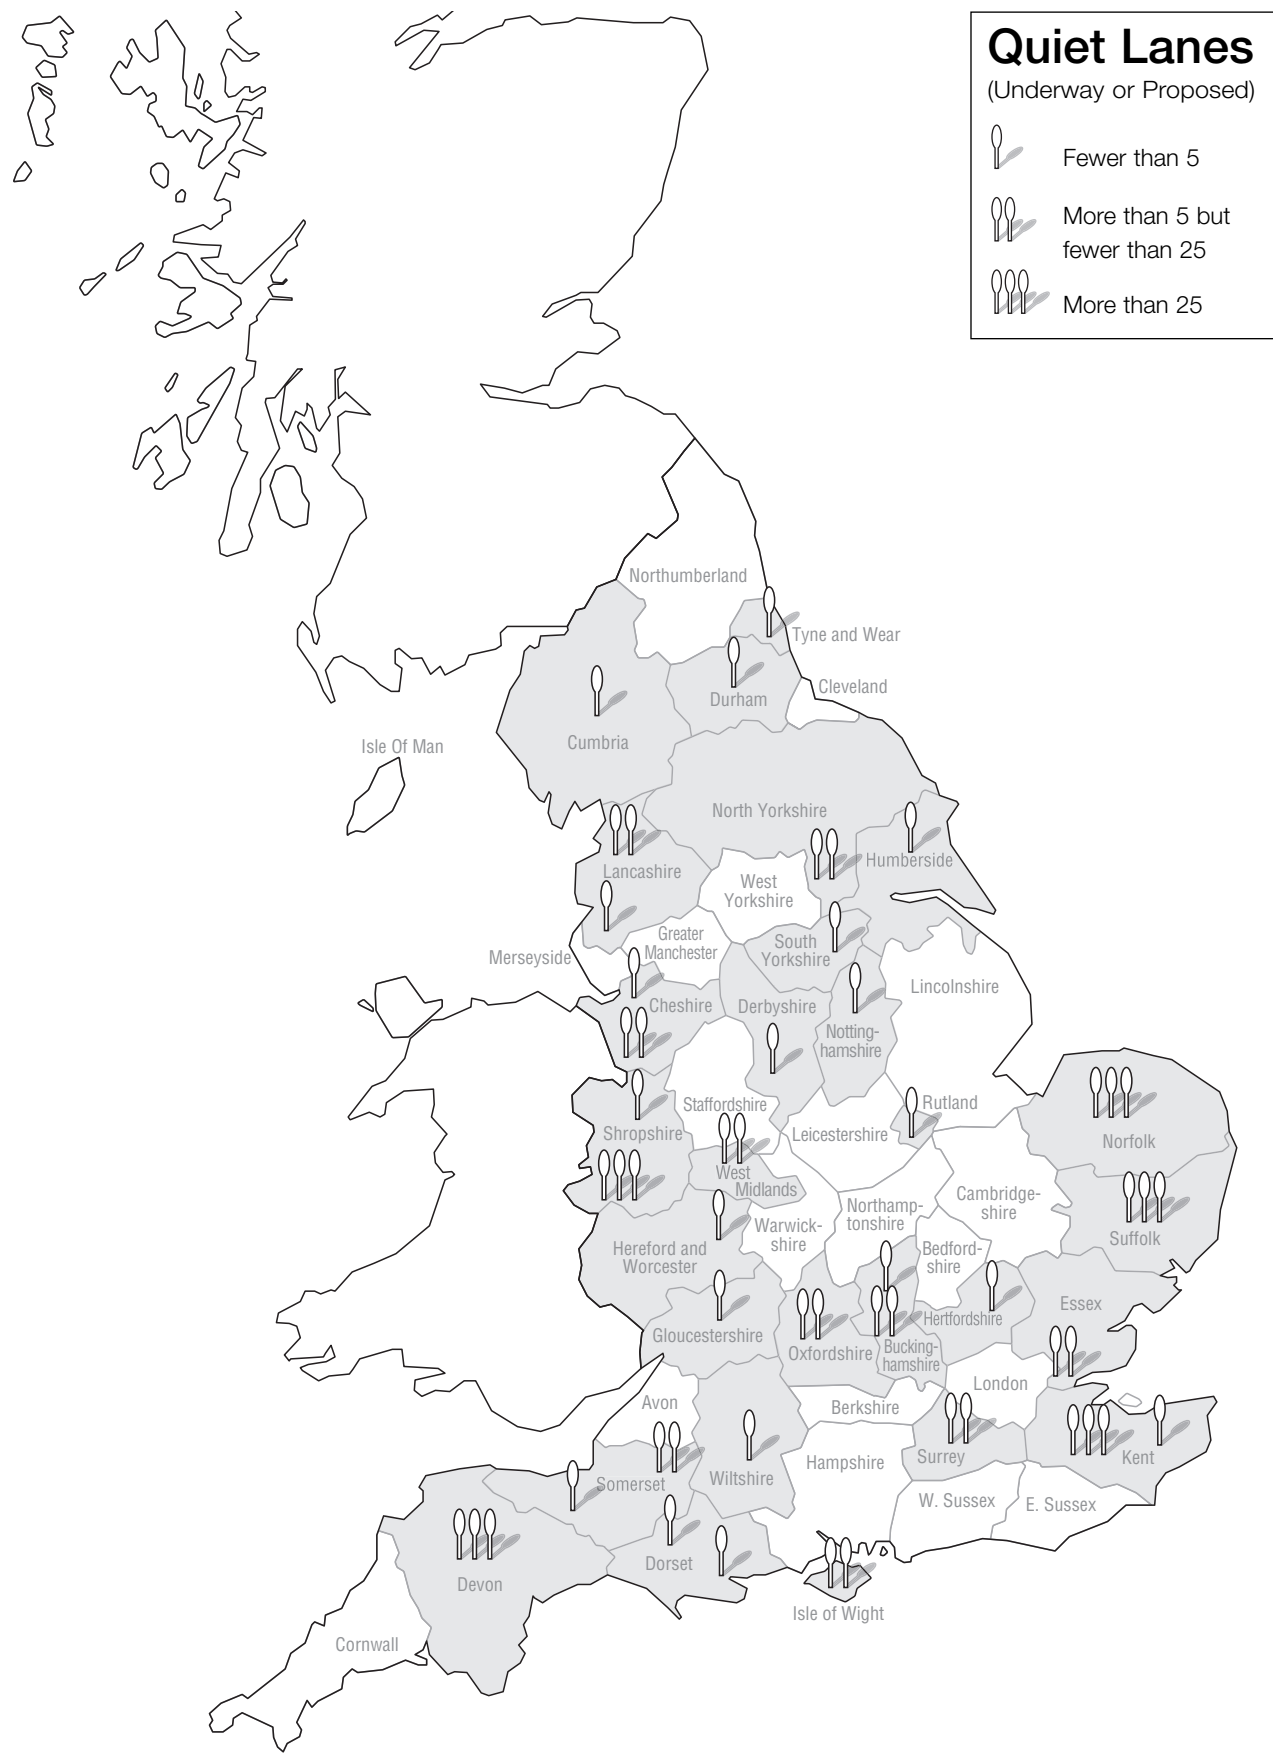 Quiet Lanes
(Underway or Proposed)
Fewer than 5
More than 5 but
fewer than 25
More than 25
Northumberland
Tyne and Wear
Cleveland
Durham
Cumbria
Isle Of Man
North Yorkshire
Humberside
Lancashire
West
Yorkshire
Greater
Manchester
South
Yorkshire
Merseyside
Lincolnshire
Cheshire
Derbyshire
Notting-
hamshire
Staffordshire
Rutland
Leicestershire
Shropshire
Norfolk
West
Midlands
Cambridge-
shire
Northamp-
tonshire
Warwick-
shire
Suffolk
Hereford and
Worcester
Bedford-
shire
Essex
Hertfordshire
Gloucestershire
Oxfordshire
Bucking-
hamshire
London
Avon
Berkshire
Hampshire
Surrey
Kent
Somerset
Wiltshire
W. Sussex
E. Sussex
Dorset
Devon
Isle of Wight
Cornwall